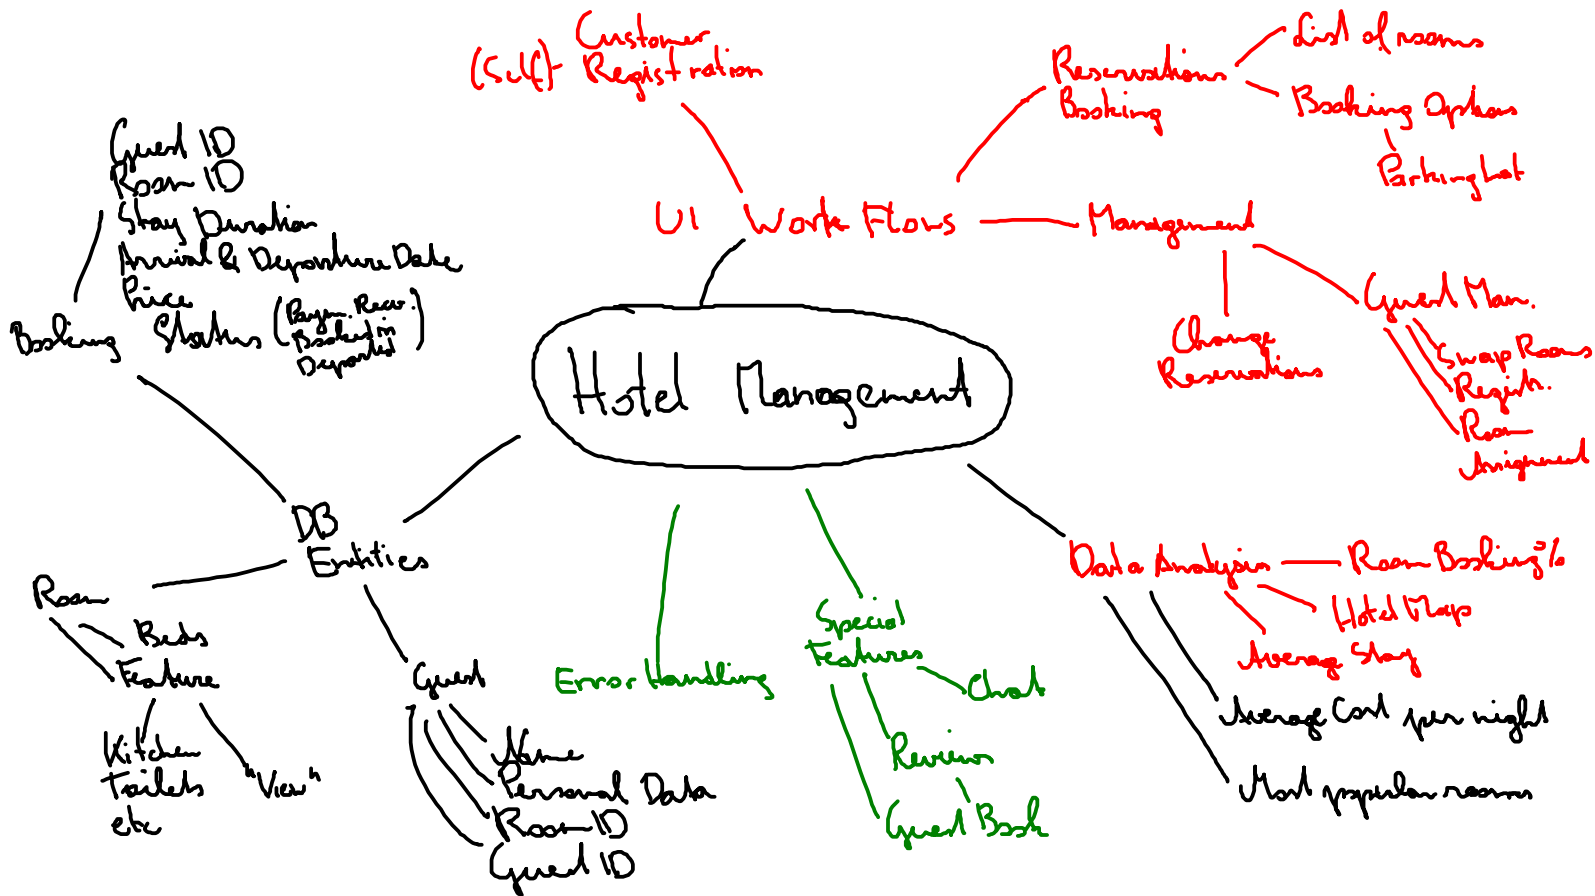 Customer
(Self)- Registration
Reservations
Booking
List of rooms
Booking Options
Parking Lot
UI Work Flows
Management
Change
Reservations
Guest Man.
Swap Rooms
Registr.
Room
Assignment
Guest ID
Room ID
Stay Duration
Arrival & Departure Date
Price
Status (Paym. Recv.
Booked in
Departed)
Booking
Hotel Management
DB
Entities
Room
Beds
Feature
Kitchen
Toilets
etc
"View"
Guest
Name
Personal Data
Room ID
Guest ID
Error Handling
Special
Features
Chat
Reviews
Guest Book
Data Analysis
Room Booking %
Hotel Map
Average Stay
Average Cost per night
Most popular rooms